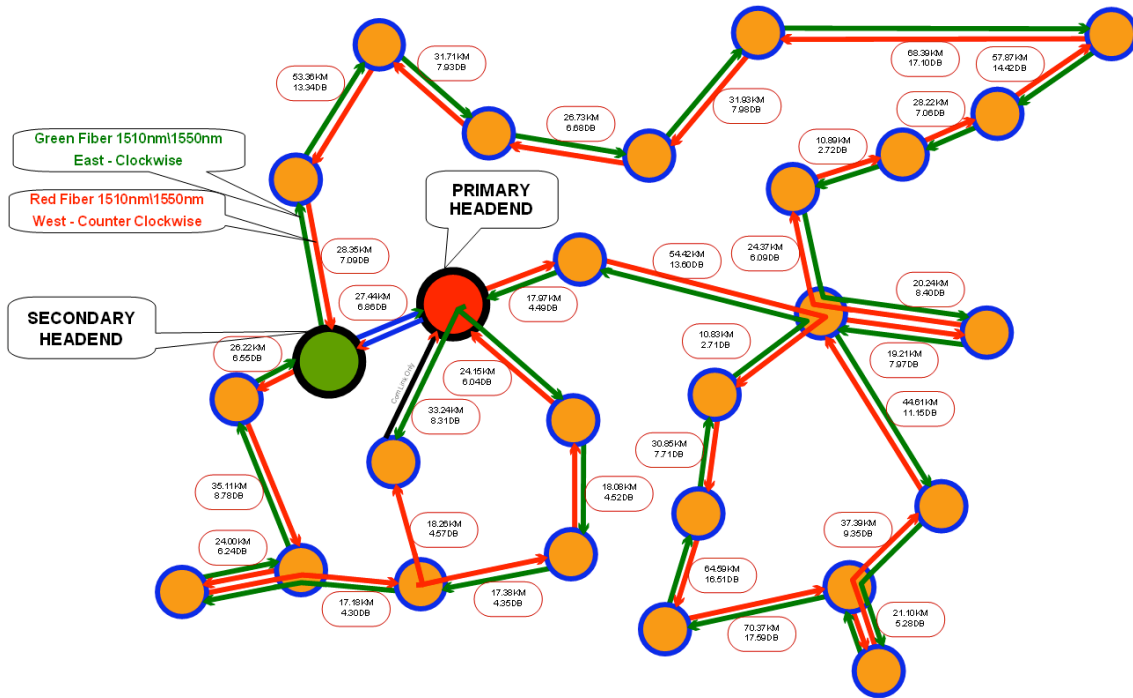 31.71KM
7.93DB
53.36KM
13.34DB
26.73KM
6.68DB
31.93KM
7.98DB
68.39KM
17.10DB
57.87KM
14.42DB
28.22KM
7.06DB
10.89KM
2.72DB
Green Fiber 1510nm\1550nm
East - Clockwise
Red Fiber 1510nm\1550nm
West - Counter Clockwise
PRIMARY
HEADEND
28.35KM
7.09DB
27.44KM
6.86DB
SECONDARY
HEADEND
17.97KM
4.49DB
54.42KM
13.60DB
24.37KM
6.09DB
20.24KM
8.40DB
19.21KM
7.97DB
10.83KM
2.71DB
26.22KM
6.55DB
Com Link Only
24.15KM
6.04DB
33.24KM
8.31DB
44.61KM
11.15DB
30.85KM
7.71DB
35.11KM
8.78DB
18.08KM
4.52DB
18.26KM
4.57DB
24.00KM
6.24DB
17.18KM
4.30DB
17.38KM
4.35DB
37.39KM
9.35DB
64.59KM
16.51DB
70.37KM
17.59DB
21.10KM
5.28DB